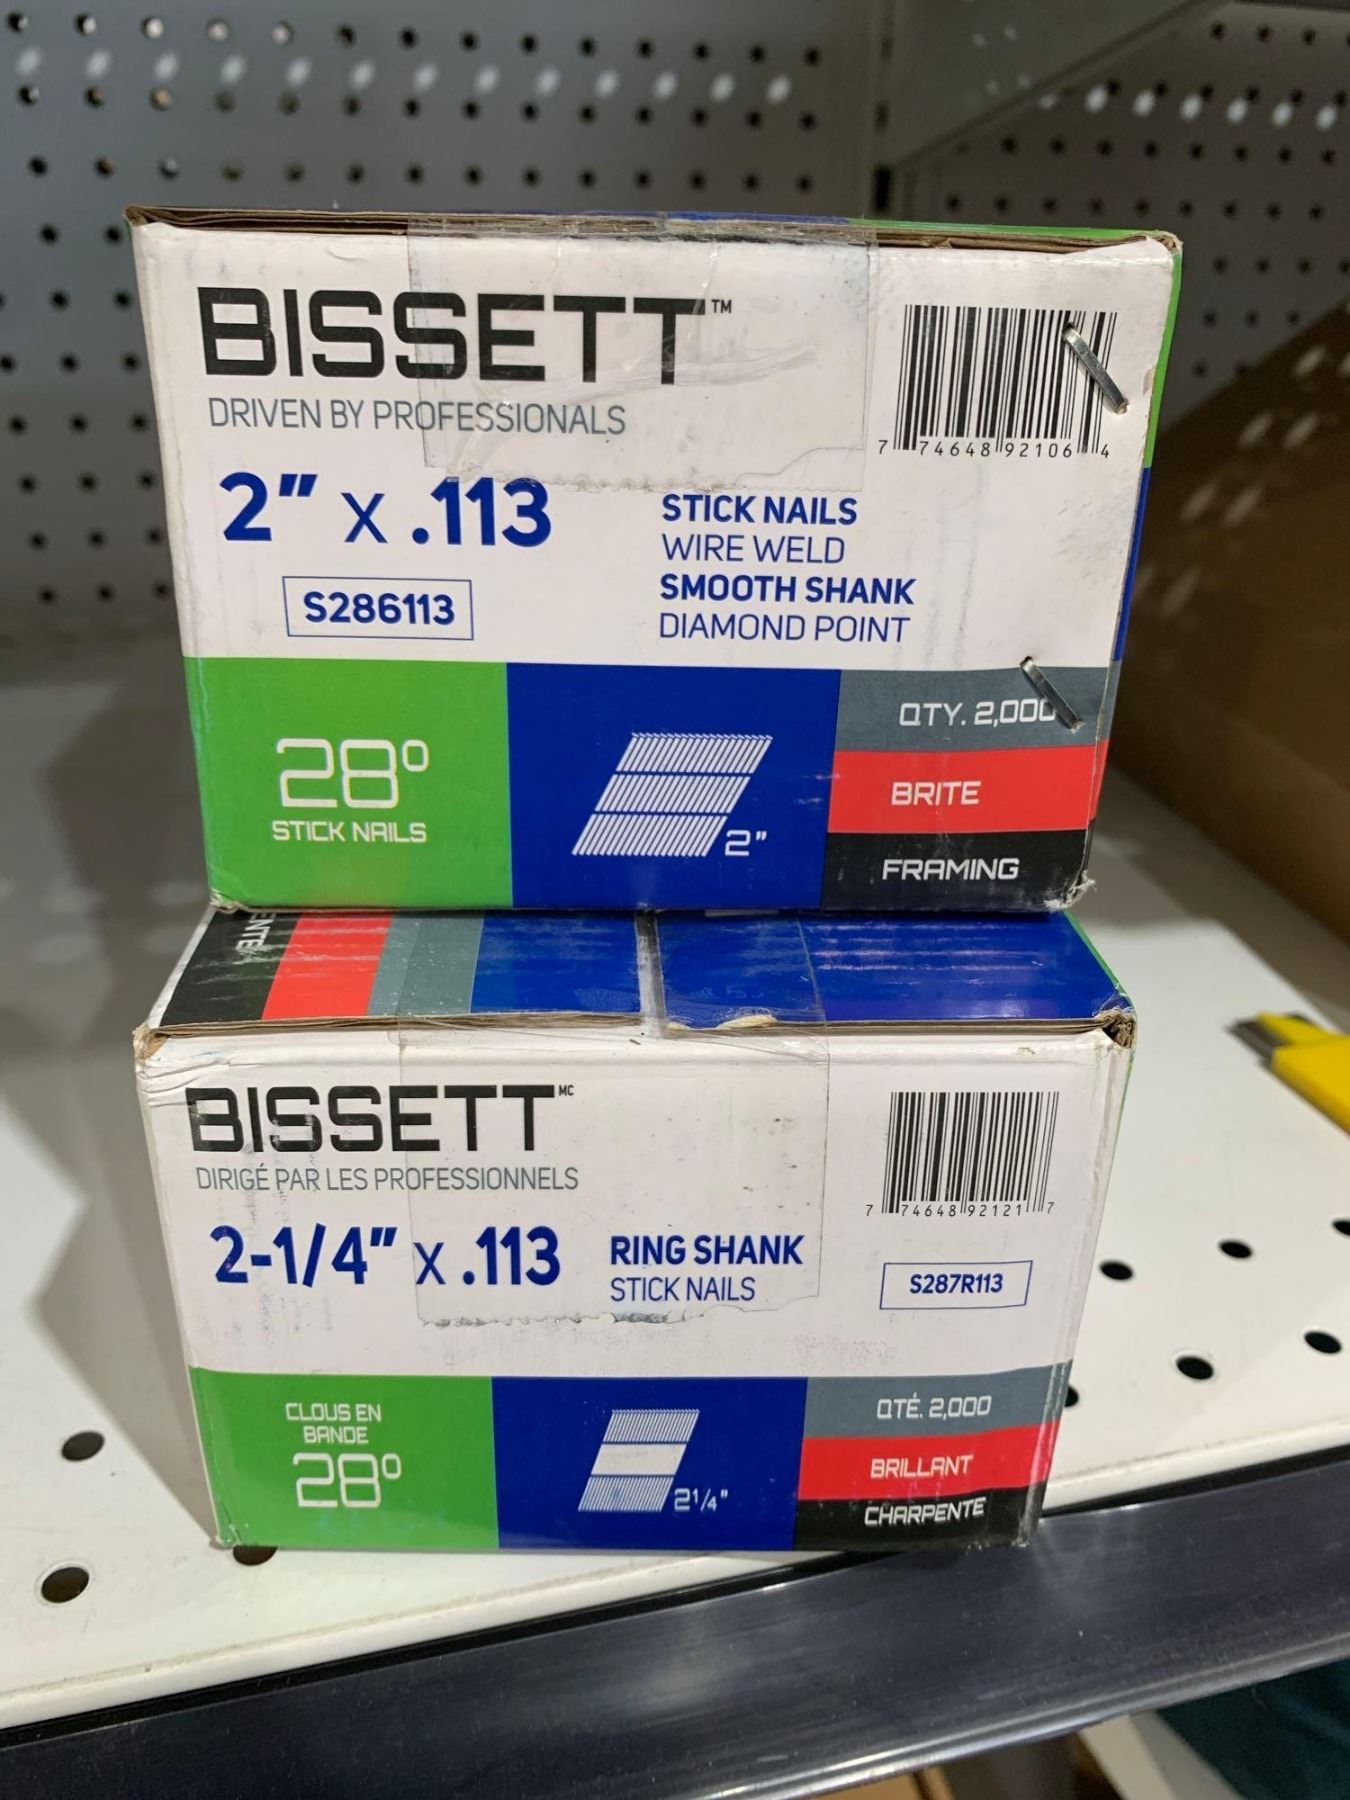 BISSETT™
DRIVEN BY PROFESSIONALS
7 74648 92106 4
2" x .113
S286113
STICK NAILS
WIRE WELD
SMOOTH SHANK
DIAMOND POINT
28°
STICK NAILS
2"
QTY. 2,000
BRITE
FRAMING
BISSETT MC
DIRIGÉ PAR LES PROFESSIONNELS
7 74648 92121 7
2-1/4" x .113
RING SHANK
STICK NAILS
S287R113
CLOUS EN
BANDE
28°
2 1/4"
QTÉ. 2,000
BRILLANT
CHARPENTE